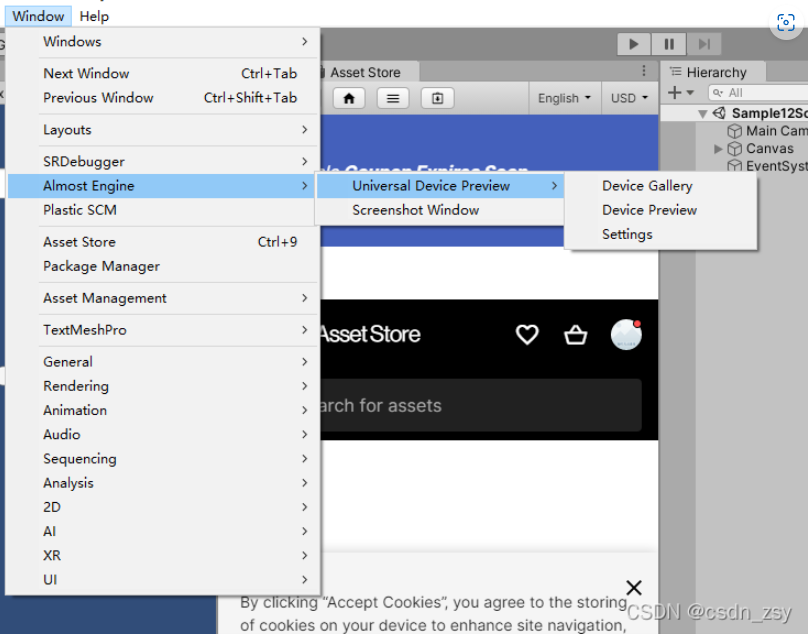 Window Help
Windows
Next Window Ctrl+Tab
Previous Window Ctrl+Shift+Tab
Layouts
SRDebugger
Almost Engine
Plastic SCM
Asset Store Ctrl+9
Package Manager
Asset Management
TextMeshPro
General
Rendering
Animation
Audio
Sequencing
Analysis
2D
AI
XR
UI
Universal Device Preview
Screenshot Window
Device Gallery
Device Preview
Settings
Asset Store
English USD
Coupon Expires Soon
Asset Store
arch for assets
By clicking “Accept Cookies”, you agree to the storing
of cookies on your device to enhance site navigation,
Hierarchy
All
Sample12Sc
Main Cam
Canvas
EventSyst
CSDN @csdn_zsy